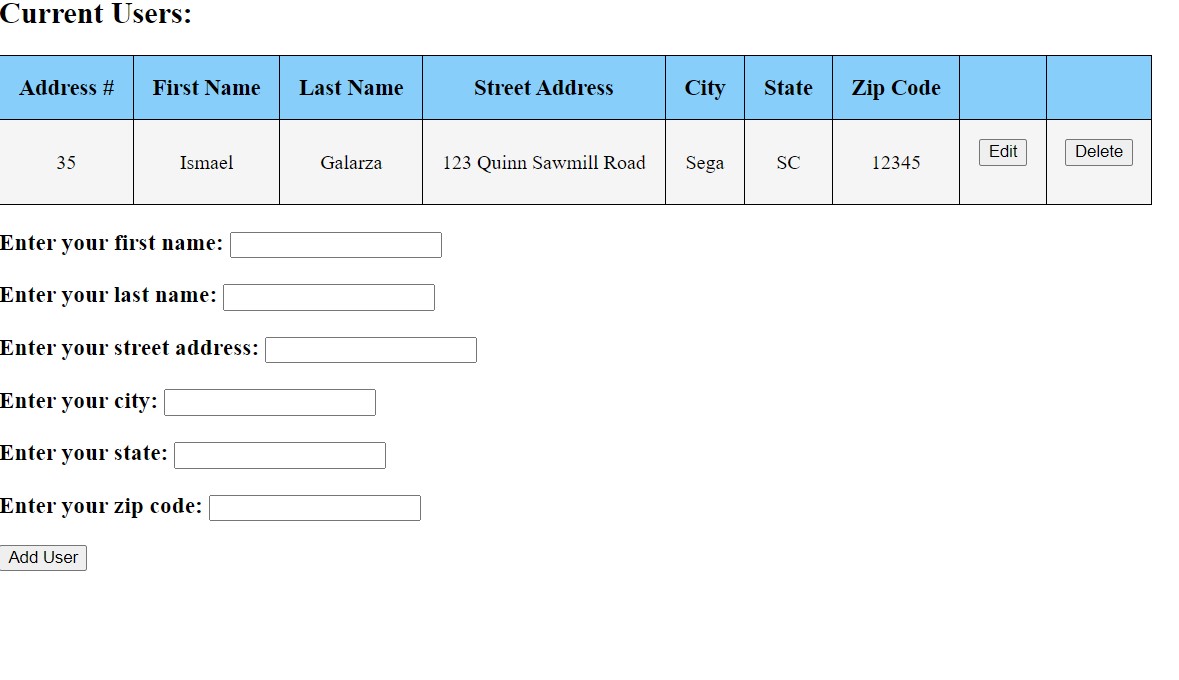 Current Users:
Address # First Name Last Name Street Address City State Zip Code
35 Ismael Galarza 123 Quinn Sawmill Road Sega SC 12345 Edit Delete
Enter your first name:
Enter your last name:
Enter your street address:
Enter your city:
Enter your state:
Enter your zip code:
Add User